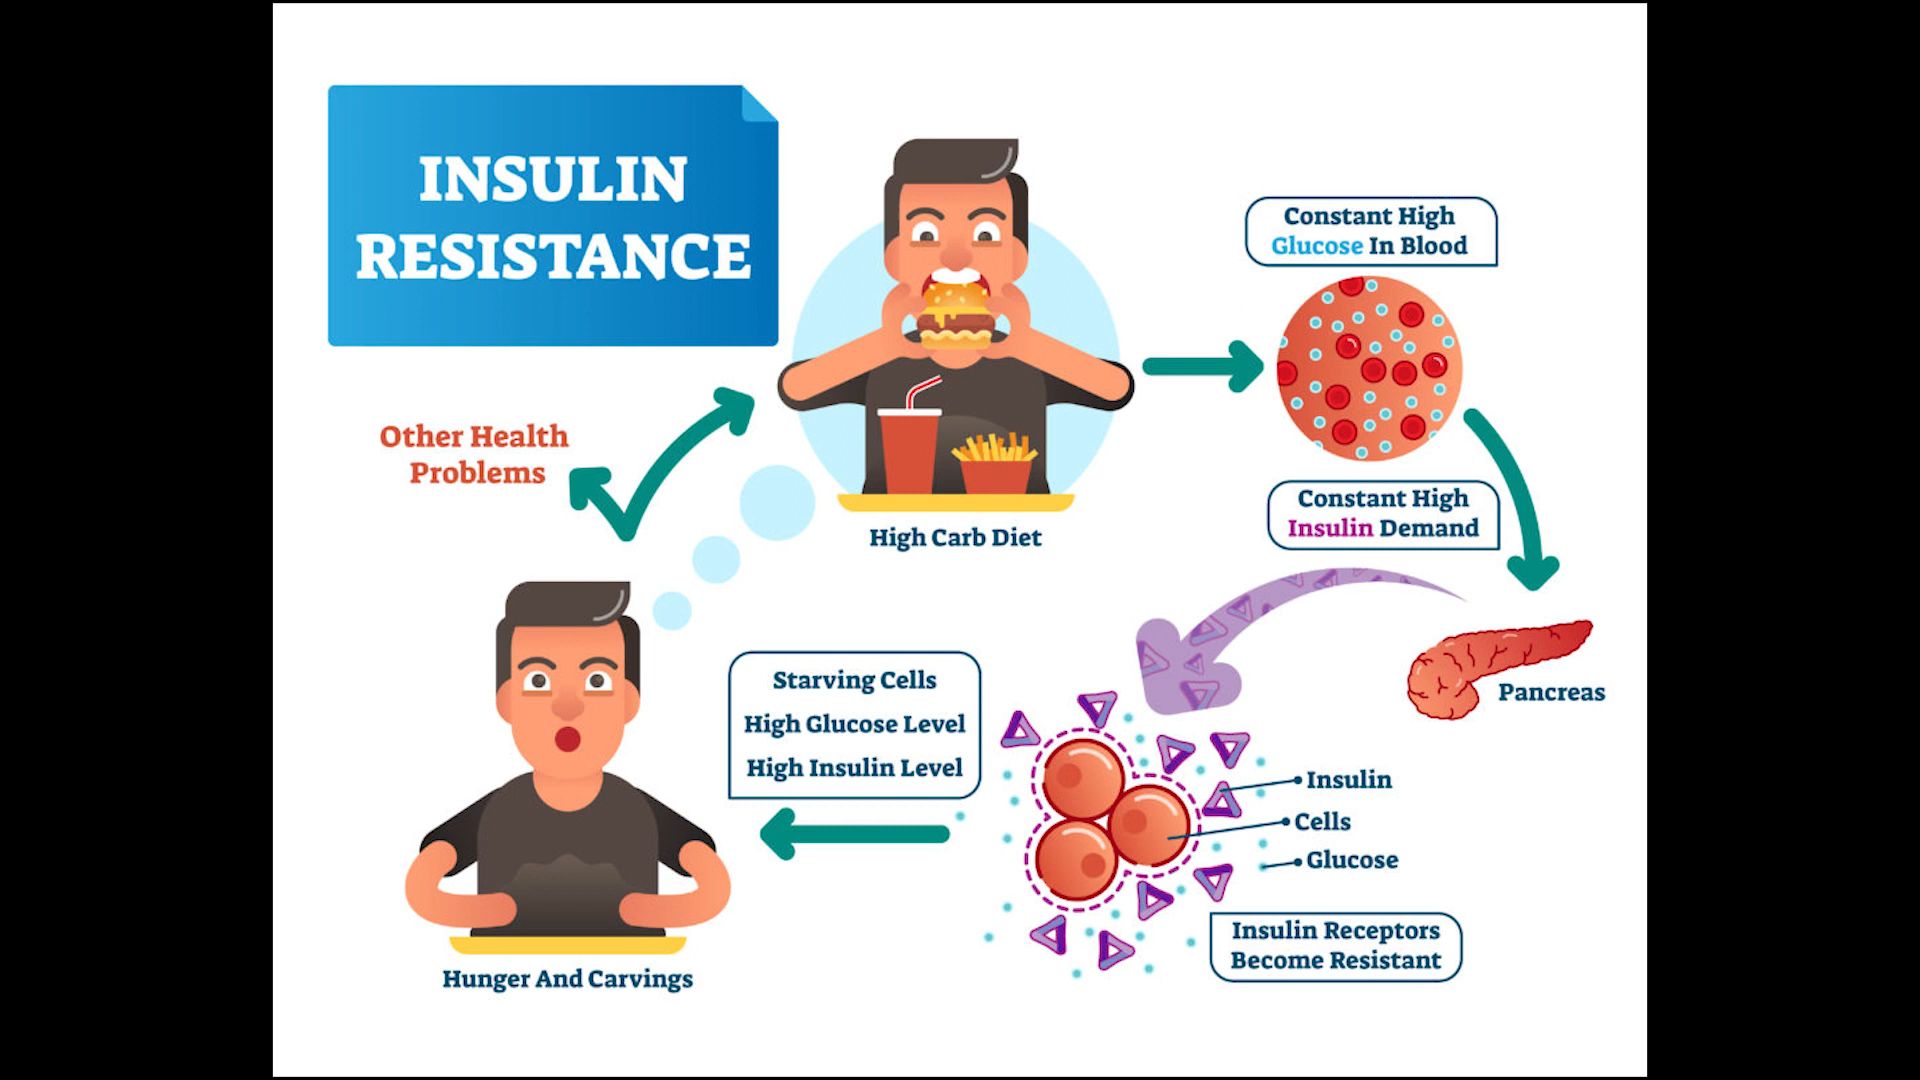 INSULIN
RESISTANCE
Constant High
Glucose In Blood
Other Health
Problems
High Carb Diet
Constant High
Insulin Demand
Pancreas
Starving Cells
High Glucose Level
High Insulin Level
Insulin
Cells
Glucose
Insulin Receptors
Become Resistant
Hunger And Carvings